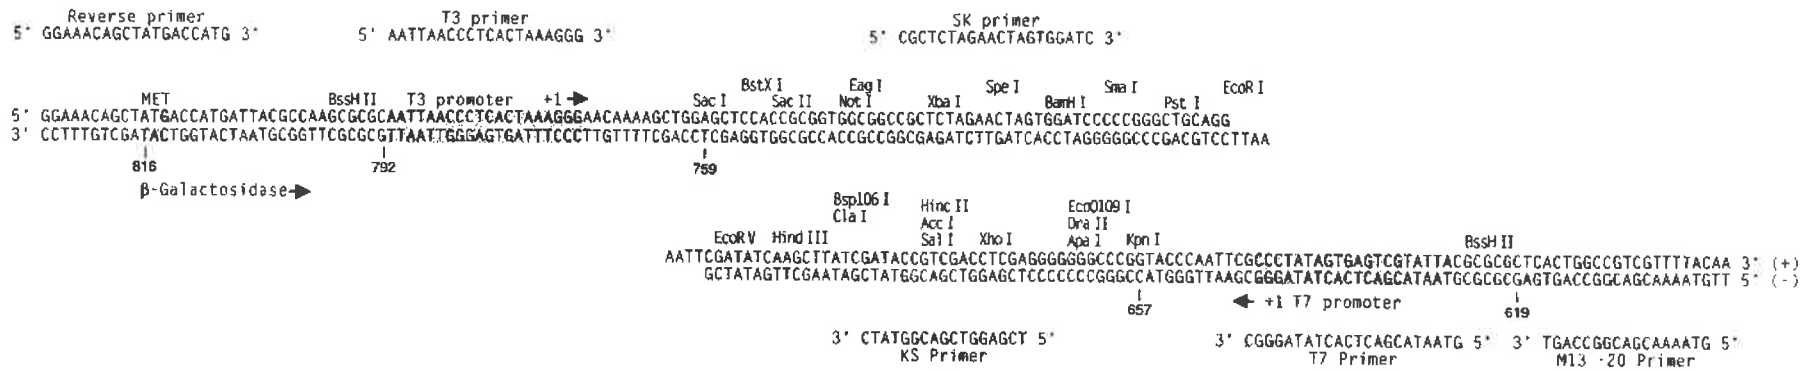 Reverse primer T3 primer SK primer
5' GGAAACAGCTATGACCATG 3' 5' AATTAACCCTCACTAAAGGG 3' 5' CGCTCTAGAACTAGTGGATC 3'
BstX I Eag I Spe I Sma I EcoR I
MET BssH II T3 promoter +1 Sac I Sac II Not I Xba I BamH I Pst I
5' GGAAACAGCTATGACCATGATTACGCCAAGCGCGCAATTAACCCTCACTAAAGGGAACAAAAGCTGGAGCTCCACCGCGGTGGCGGCCGCTCTAGAACTAGTGGATCCCCCGGGCTGCAGG
3' CCTTTGTCGATACTGGTACTAATGCGGTTCGCGCGTTAATTGGGAGTGATTTCCCTTGTTTTCGACCTCGAGGTGGCGCCACCGCCGGCGAGATCTTGATCACCTAGGGGGCCCGACGTCCTTAA
816 792 759
β-Galactosidase
Bsp106 I Hinc II EcoO109 I
Cla I Acc I Dra II
EcoR V Hind III Sal I Xho I Apa I Kpn I BssH II
AATTCGATATCAAGCTTATCGATACCGTCGACCTCGAGGGGGGGCCCGGTACCCAATTCGCCCTATAGTGAGTCGTATTACGCGCGCTCACTGGCCGTCGTTTTACAA 3' (+)
GCTATAGTTCGAATAGCTATGGCAGCTGGAGCTCCCCCCCGGGCCATGGGTTAAGCGGGATATCACTCAGCATAATGCGCGCGAGTGACCGGCAGCAAAATGTT 5' (-)
657 +1 T7 promoter 619
3' CTATGGCAGCTGGAGCT 5' 3' CGGGATATCACTCAGCATAATG 5' 3' TGACCGGCAGCAAAATG 5'
KS Primer T7 Primer M13 -20 Primer